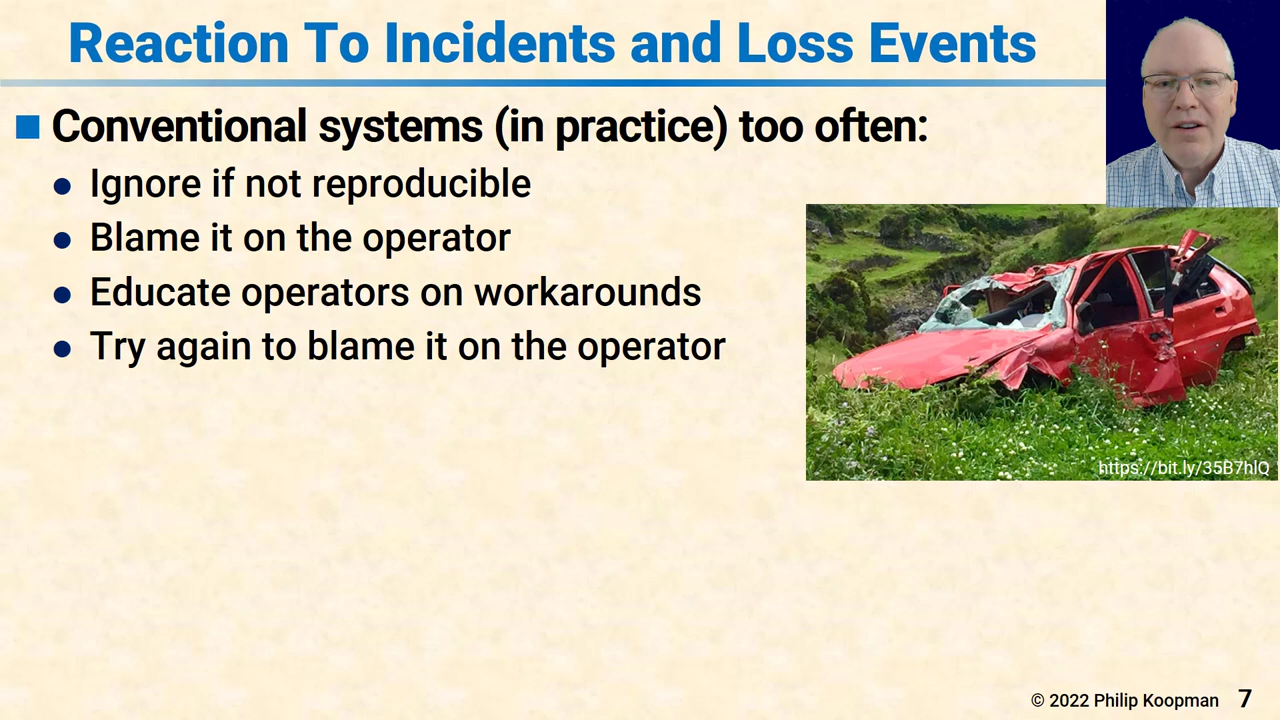 Reaction To Incidents and Loss Events
Conventional systems (in practice) too often:
Ignore if not reproducible
Blame it on the operator
Educate operators on workarounds
Try again to blame it on the operator
https://bit.ly/35B7hlQ
© 2022 Philip Koopman 7